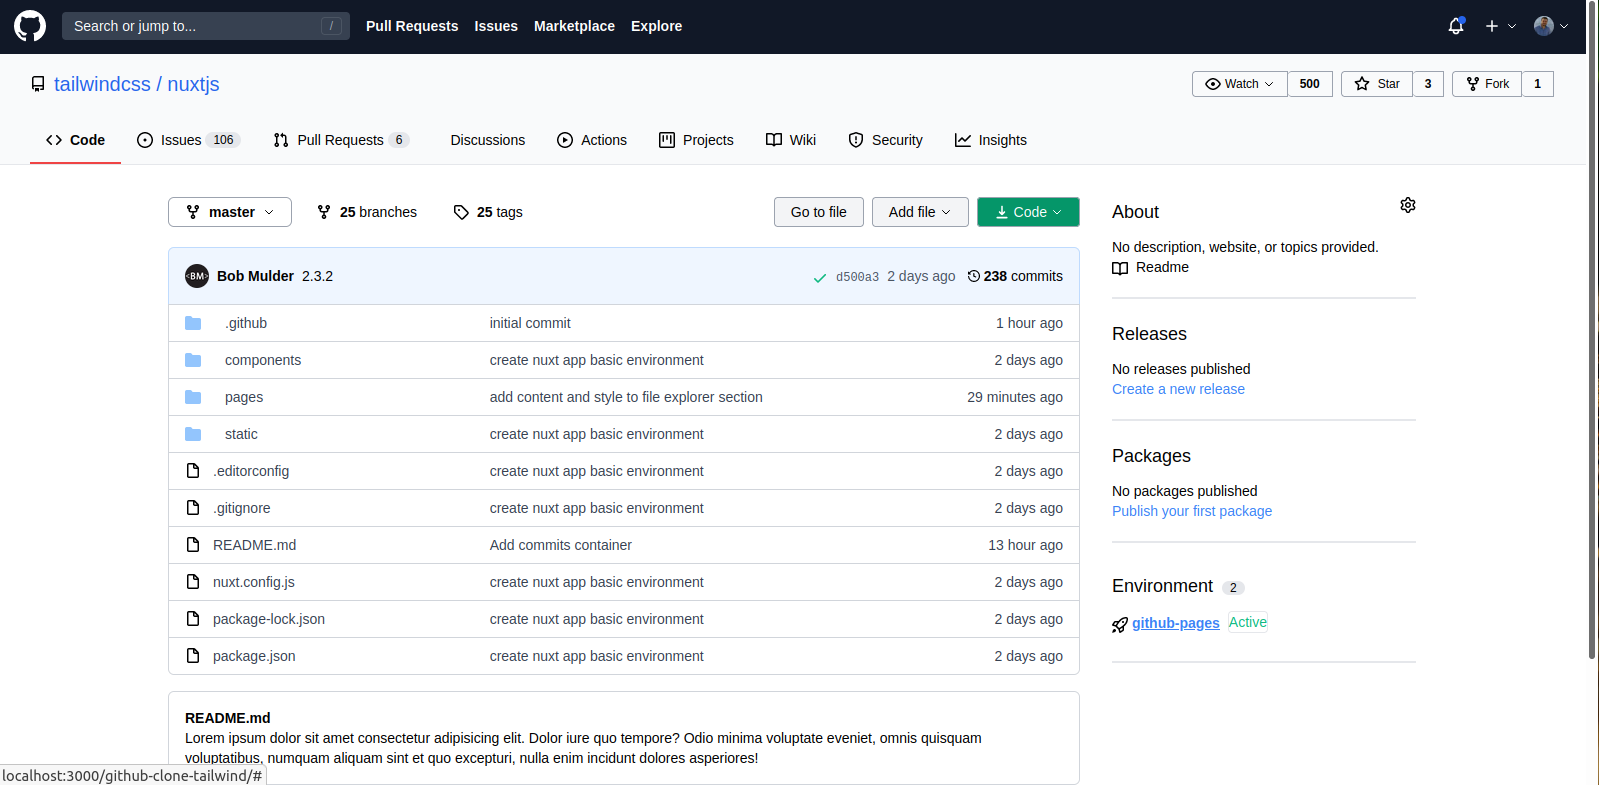 Search or jump to... / Pull Requests Issues Marketplace Explore
tailwindcss / nuxtjs Watch 500 Star 3 Fork 1
Code Issues 106 Pull Requests 6 Discussions Actions Projects Wiki Security Insights
master 25 branches 25 tags Go to file Add file Code
<BM> Bob Mulder 2.3.2 d500a3 2 days ago 238 commits
.github initial commit 1 hour ago
components create nuxt app basic environment 2 days ago
pages add content and style to file explorer section 29 minutes ago
static create nuxt app basic environment 2 days ago
.editorconfig create nuxt app basic environment 2 days ago
.gitignore create nuxt app basic environment 2 days ago
README.md Add commits container 13 hour ago
nuxt.config.js create nuxt app basic environment 2 days ago
package-lock.json create nuxt app basic environment 2 days ago
package.json create nuxt app basic environment 2 days ago
README.md
Lorem ipsum dolor sit amet consectetur adipisicing elit. Dolor iure quo tempore? Odio minima voluptate eveniet, omnis quisquam
voluptatibus, numquam aliquam sint et quo excepturi, nulla enim incidunt dolores asperiores!
About
No description, website, or topics provided.
Readme
Releases
No releases published
Create a new release
Packages
No packages published
Publish your first package
Environment 2
github-pages Active
localhost:3000/github-clone-tailwind/#